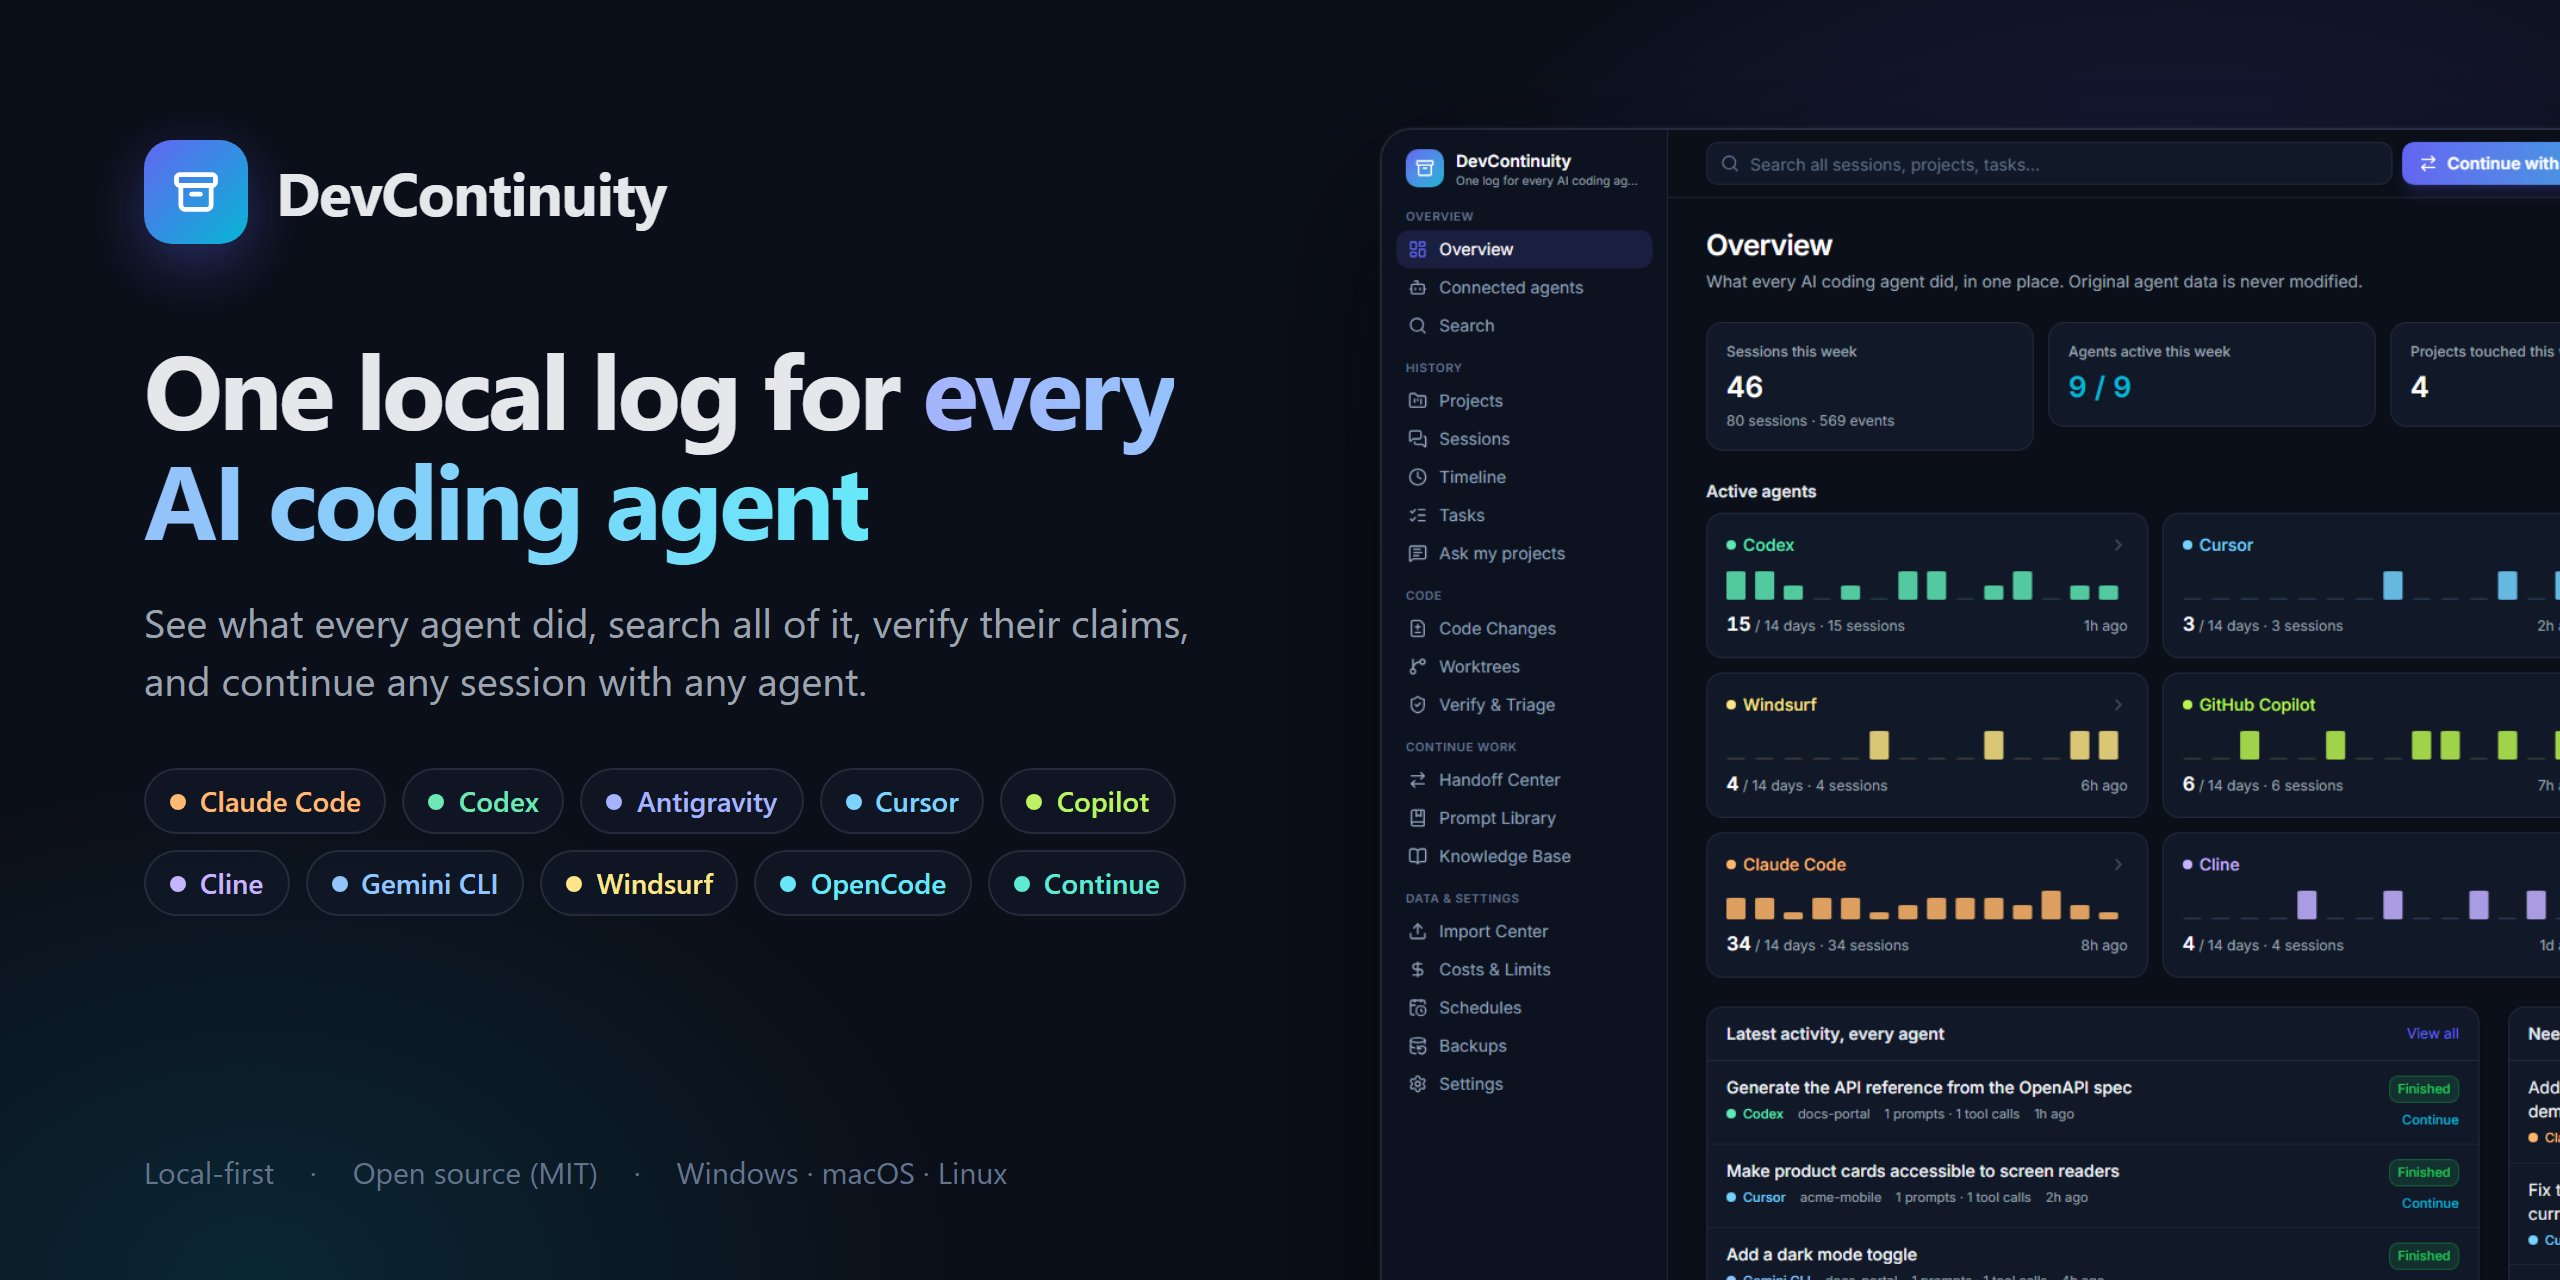 DevContinuity
One local log for every
AI coding agent
See what every agent did, search all of it, verify their claims,
and continue any session with any agent.
Claude Code
Codex
Antigravity
Cursor
Copilot
Cline
Gemini CLI
Windsurf
OpenCode
Continue
Local-first · Open source (MIT) · Windows · macOS · Linux
DevContinuity
One log for every AI coding ag...
OVERVIEW
Overview
Connected agents
Search
HISTORY
Projects
Sessions
Timeline
Tasks
Ask my projects
CODE
Code Changes
Worktrees
Verify & Triage
CONTINUE WORK
Handoff Center
Prompt Library
Knowledge Base
DATA & SETTINGS
Import Center
Costs & Limits
Schedules
Backups
Settings
Search all sessions, projects, tasks...
Continue with
Overview
What every AI coding agent did, in one place. Original agent data is never modified.
Sessions this week
46
80 sessions · 569 events
Agents active this week
9 / 9
Projects touched this
4
Active agents
Codex
15 / 14 days · 15 sessions 1h ago
Cursor
3 / 14 days · 3 sessions 2h
Windsurf
4 / 14 days · 4 sessions 6h ago
GitHub Copilot
6 / 14 days · 6 sessions 7h
Claude Code
34 / 14 days · 34 sessions 8h ago
Cline
4 / 14 days · 4 sessions 1d
Latest activity, every agent View all
Generate the API reference from the OpenAPI spec Finished
Codex docs-portal 1 prompts · 1 tool calls 1h ago Continue
Make product cards accessible to screen readers Finished
Cursor acme-mobile 1 prompts · 1 tool calls 2h ago Continue
Add a dark mode toggle Finished
Nee
Add
dem
Cl
Fix t
curr
Cu